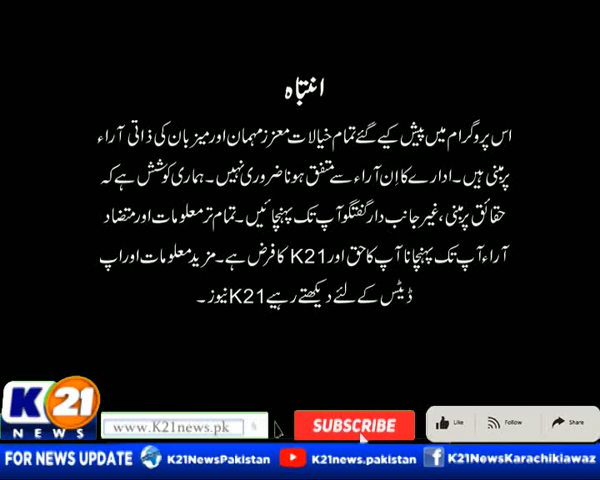 انتباہ
اس پروگرام میں پیش کیے گئے تمام خیالات معزز مہمان اور میزبان کی ذاتی آراء
پر مبنی ہیں۔ ادارے کا اِن آراء سے متفق ہونا ضروری نہیں۔ ہماری کوشش ہے کہ
حقائق پر مبنی، غیر جانب دار گفتگو آپ تک پہنچائیں۔ تمام تر معلومات اور متضاد
آراء آپ تک پہنچانا آپ کا حق اور K21 کا فرض ہے۔ مزید معلومات اور اپ
ڈیٹس کے لئے دیکھتے رہیے K21 نیوز۔
K21
NEWS
www.K21news.pk
SUBSCRIBE
Like
Follow
Share
FOR NEWS UPDATE
K21NewsPakistan
K21news.pakistan
K21NewsKarachikiawaz